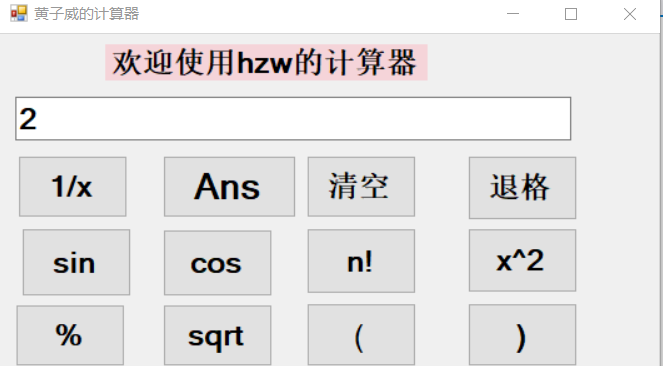 黄子威的计算器
欢迎使用hzw的计算器
2
1/x Ans 清空 退格
sin cos n! x^2
% sqrt ( )